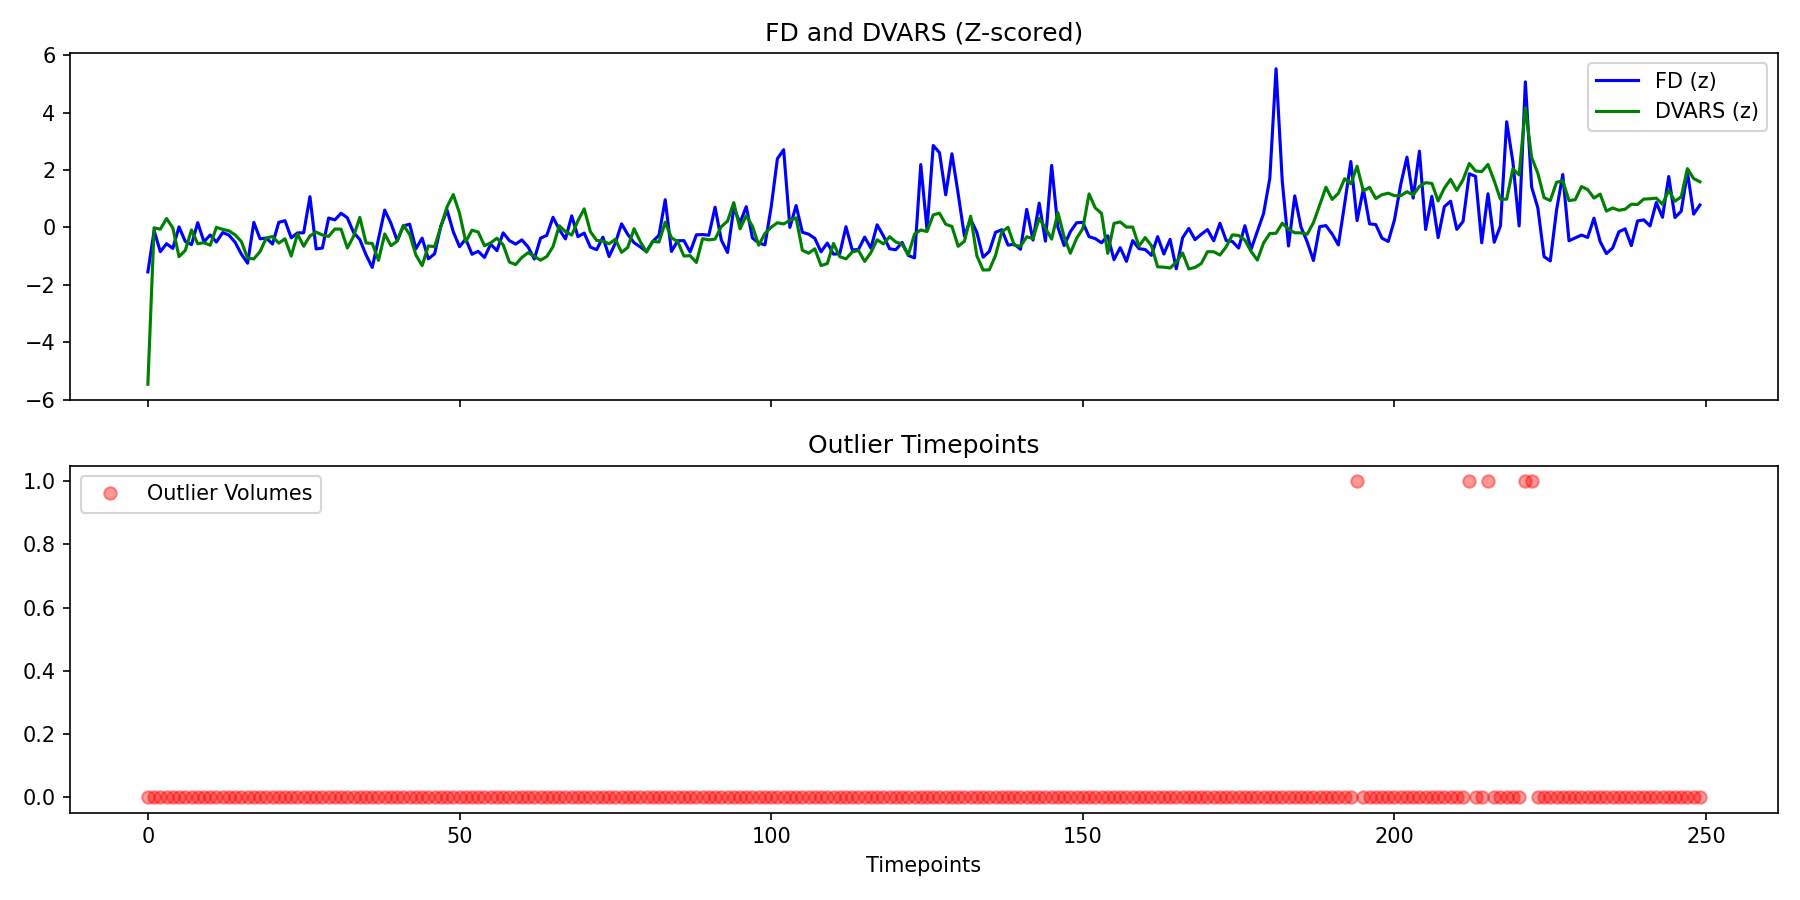 FD and DVARS (Z-scored)
6
4
2
0
−2
−4
−6
FD (z)
DVARS (z)
Outlier Timepoints
1.0
0.8
0.6
0.4
0.2
0.0
Outlier Volumes
0 50 100 150 200 250
Timepoints